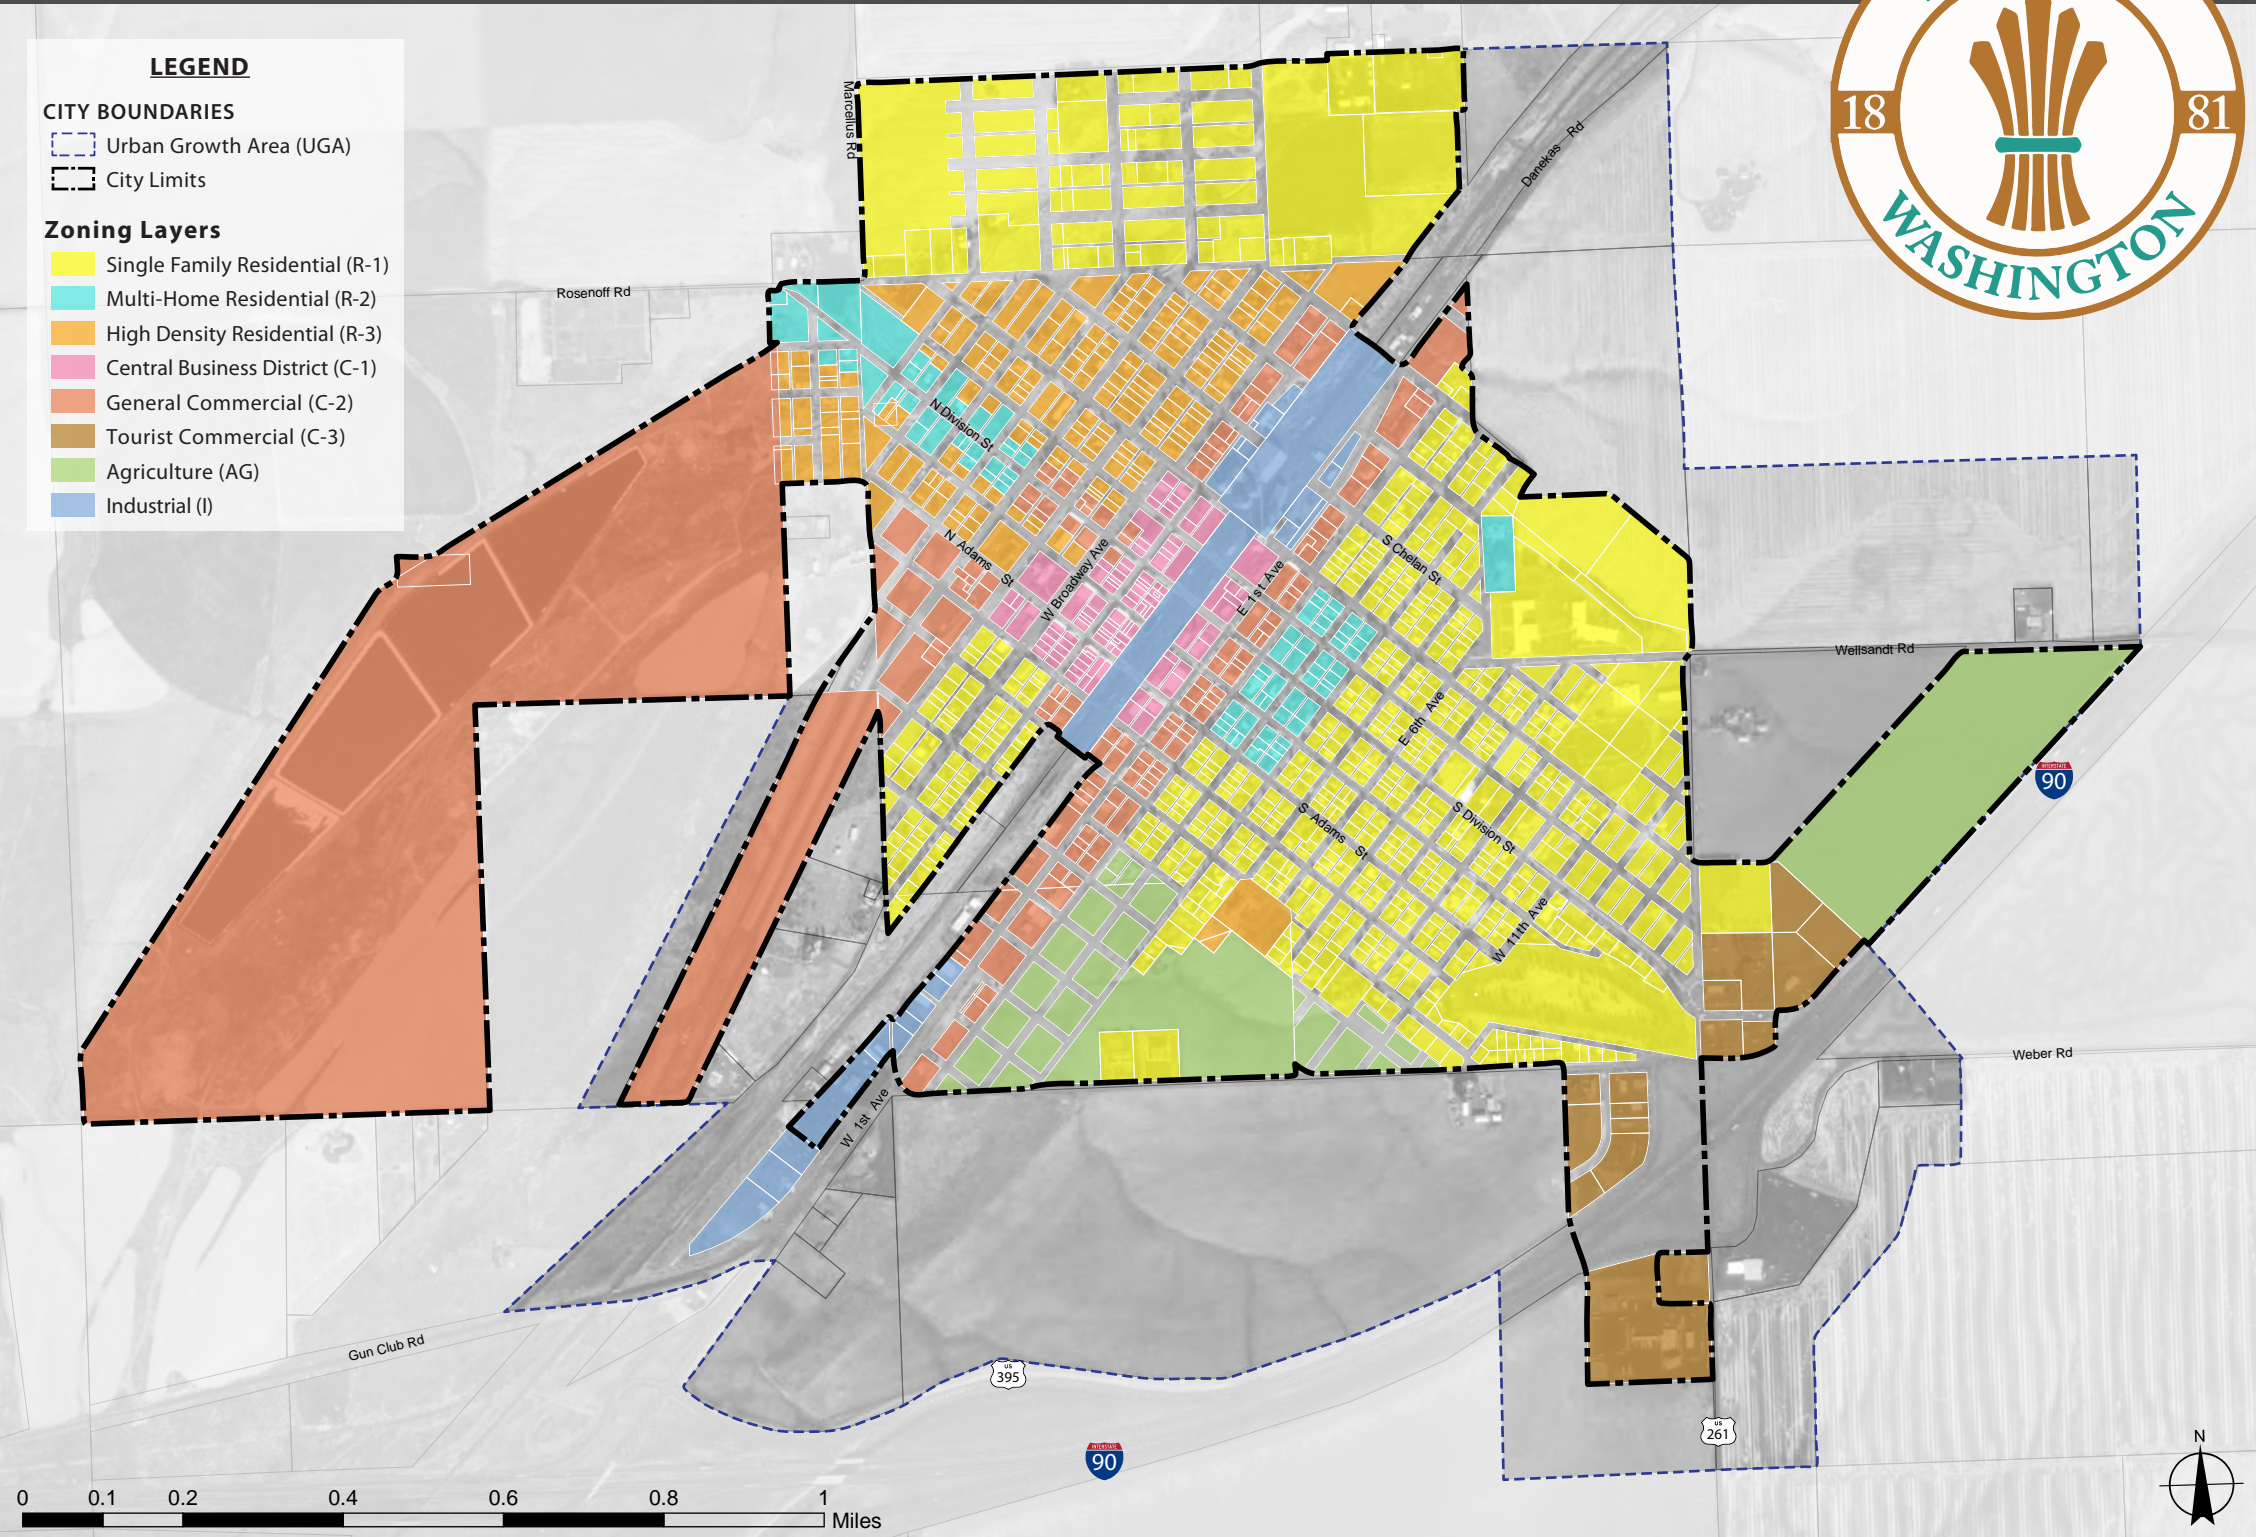 LEGEND
CITY BOUNDARIES
Urban Growth Area (UGA)
City Limits
Zoning Layers
Single Family Residential (R-1)
Multi-Home Residential (R-2)
High Density Residential (R-3)
Central Business District (C-1)
General Commercial (C-2)
Tourist Commercial (C-3)
Agriculture (AG)
Industrial (I)
18 81
WASHINGTON
Marcellus Rd
Danekas Rd
Rosenoff Rd
N Division St
N Adams St
W Broadway Ave
E 1st Ave
S Chelan St
E 6th Ave
S Adams St
S Division St
W 11th Ave
Wellsandt Rd
INTERSTATE
90
Weber Rd
W 1st Ave
Gun Club Rd
US
395
INTERSTATE
90
US
261
N
0 0.1 0.2 0.4 0.6 0.8 1
Miles